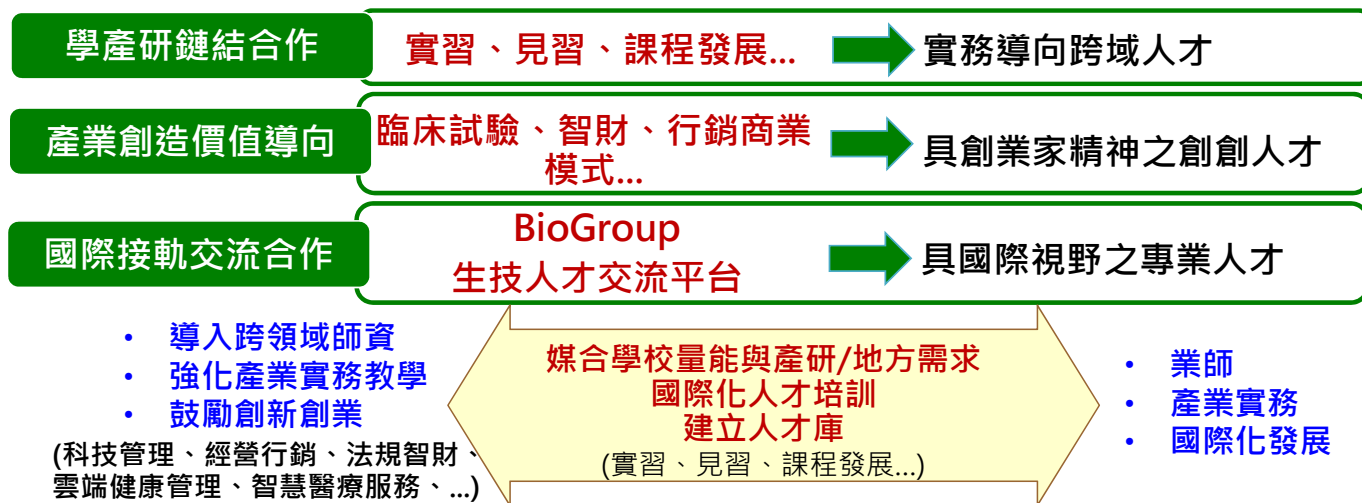 學產研鏈結合作
實習、見習、課程發展...
實務導向跨域人才
產業創造價值導向
臨床試驗、智財、行銷商業
模式...
具創業家精神之創創人才
國際接軌交流合作
BioGroup
生技人才交流平台
具國際視野之專業人才
• 導入跨領域師資
• 強化產業實務教學
• 鼓勵創新創業
(科技管理、經營行銷、法規智財、
雲端健康管理、智慧醫療服務、...)
媒合學校量能與產研/地方需求
國際化人才培訓
建立人才庫
(實習、見習、課程發展...)
• 業師
• 產業實務
• 國際化發展